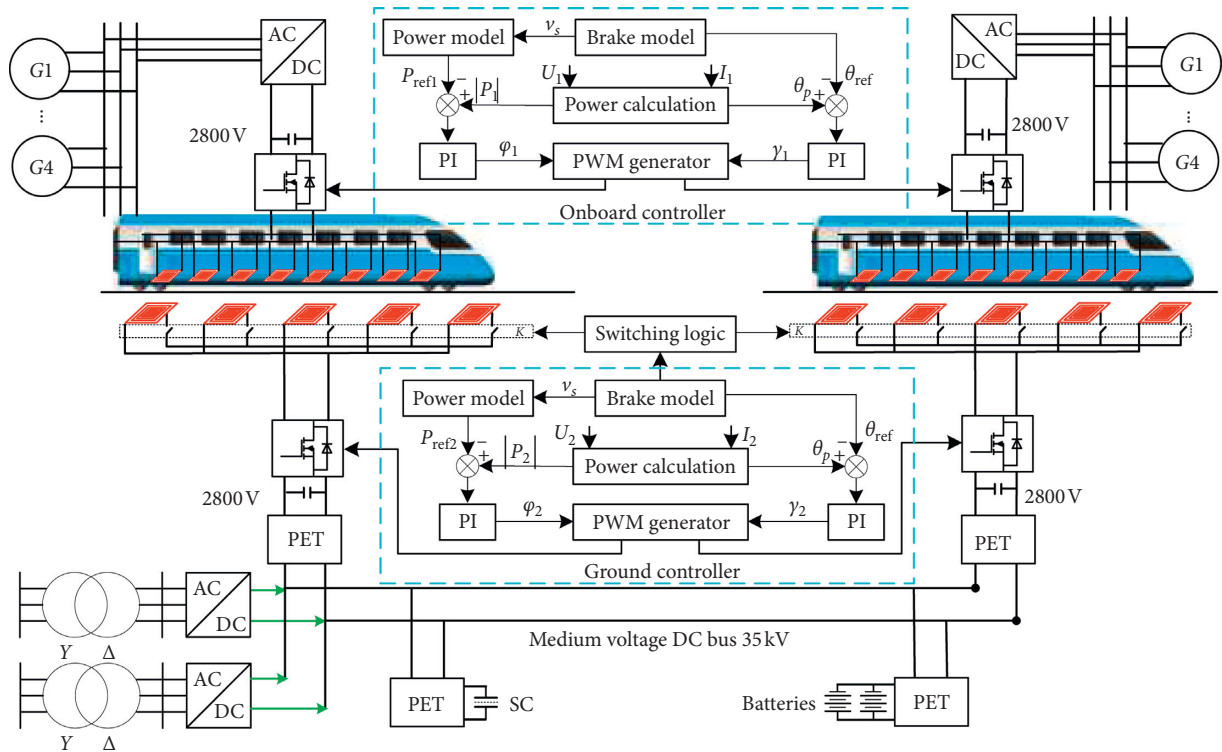 AC
DC
G1
⋮
G4
2800 V
Power model
v_s
Brake model
P_ref1
−
+
|P_1|
U_1
I_1
Power calculation
θ_p
+
−
θ_ref
PI
φ_1
PWM generator
γ_1
PI
Onboard controller
AC
DC
G1
⋮
G4
2800 V
K
Switching logic
K
Power model
v_s
Brake model
P_ref2
−
+
|P_2|
U_2
I_2
Power calculation
θ_p
+
−
θ_ref
PI
φ_2
PWM generator
γ_2
PI
Ground controller
2800 V
PET
2800 V
PET
AC
DC
Y Δ
Medium voltage DC bus 35 kV
AC
DC
Y Δ
PET
SC
Batteries
PET